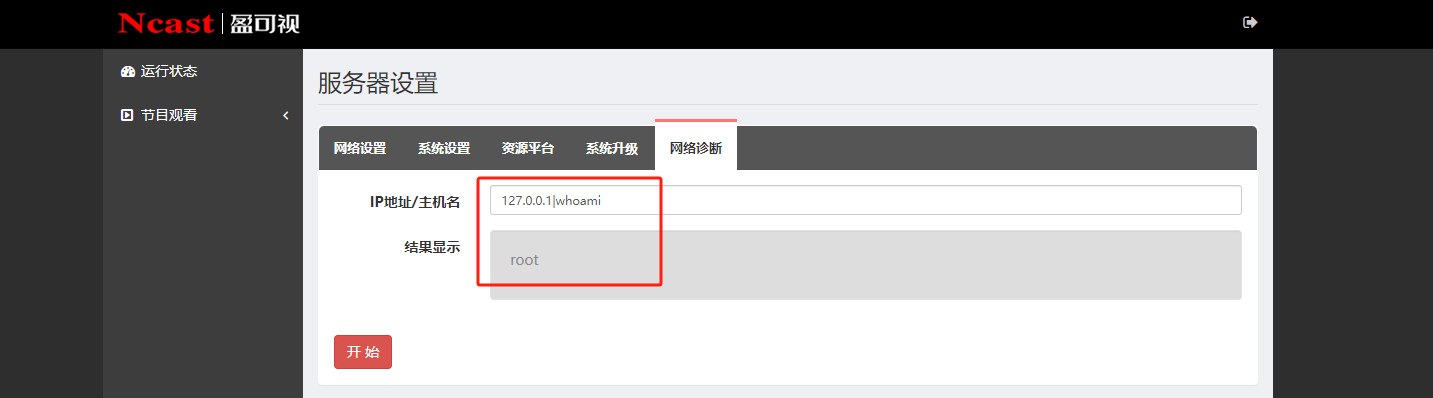 Ncast 盈可视
运行状态
节目观看
服务器设置
网络设置 系统设置 资源平台 系统升级 网络诊断
IP地址/主机名 127.0.0.1|whoami
结果显示 root
开 始